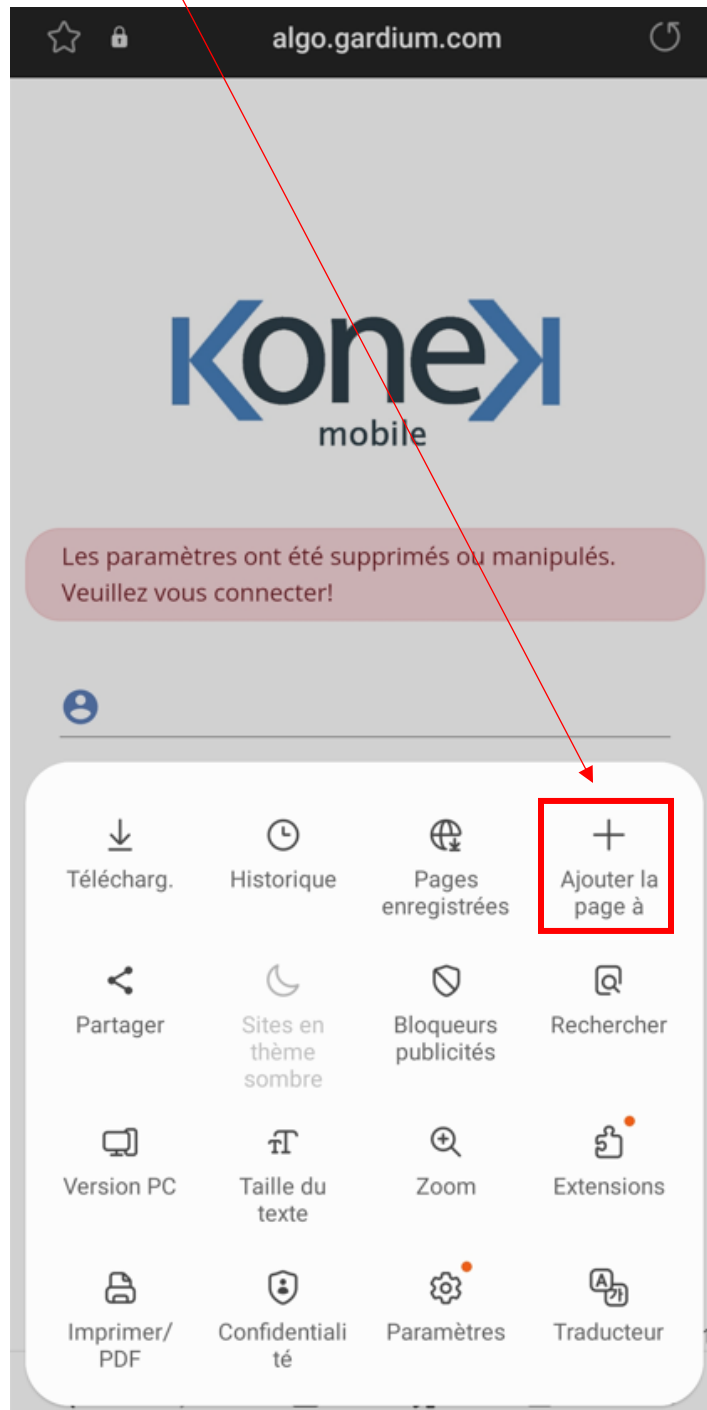 algo.gardium.com
Konek
mobile
Les paramètres ont été supprimés ou manipulés.
Veuillez vous connecter!
Télécharg.
Historique
Pages
enregistrées
Ajouter la
page à
Partager
Sites en
thème
sombre
Bloqueurs
publicités
Rechercher
Version PC
Taille du
texte
Zoom
Extensions
Imprimer/
PDF
Confidentiali
té
Paramètres
Traducteur